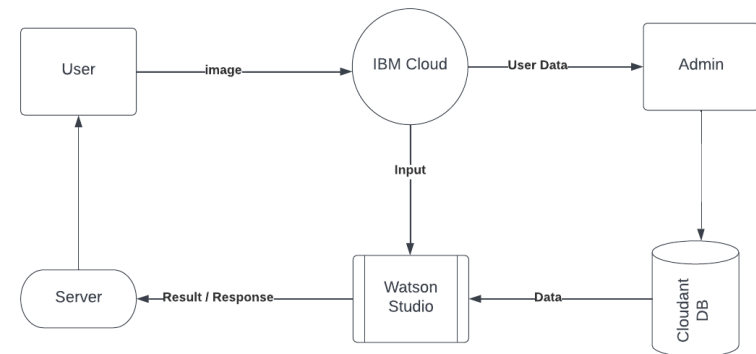 User
image
IBM Cloud
User Data
Admin
Input
Server
Result / Response
Watson
Studio
Data
Cloudant
DB